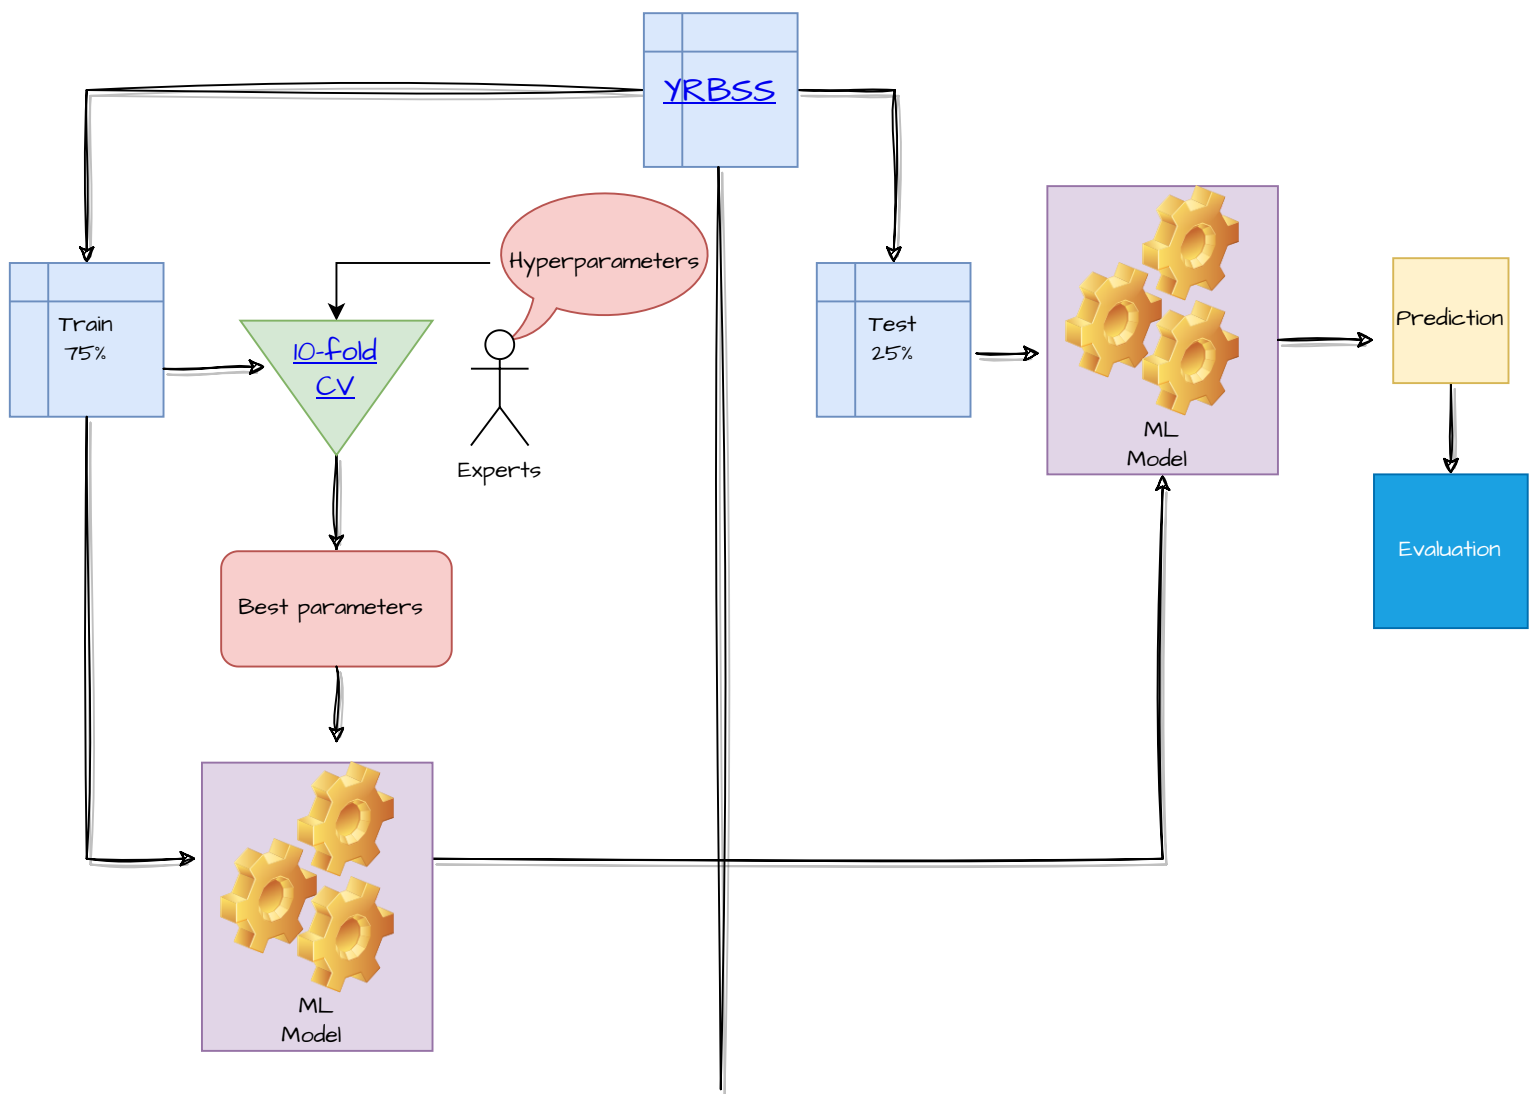 YRBSS
Hyperparameters
Train
75%
10-fold
CV
Experts
Test
25%
ML
Model
Prediction
Evaluation
Best parameters
ML
Model